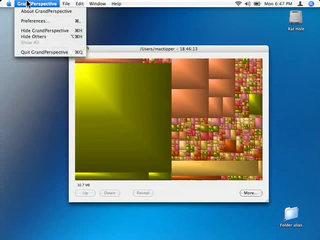 GrandPerspective File Edit Window Help
Mon 6:47 PM
About GrandPerspective
Preferences... ⌘,
Hide GrandPerspective ⌘H
Hide Others ⌥⌘H
Show All
Quit GrandPerspective ⌘Q
Up
Down
Reveal
More...
Folder alias